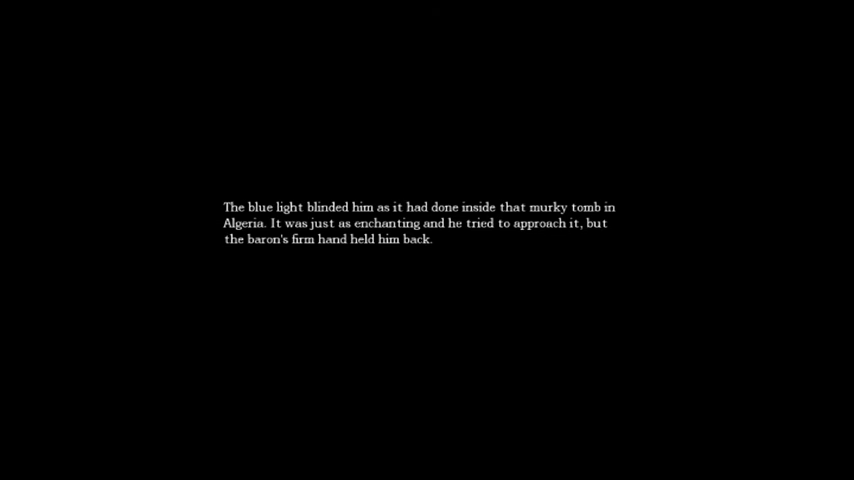 The blue light blinded him as it had done inside that murky tomb in
Algeria. It was just as enchanting and he tried to approach it, but
the baron's firm hand held him back.